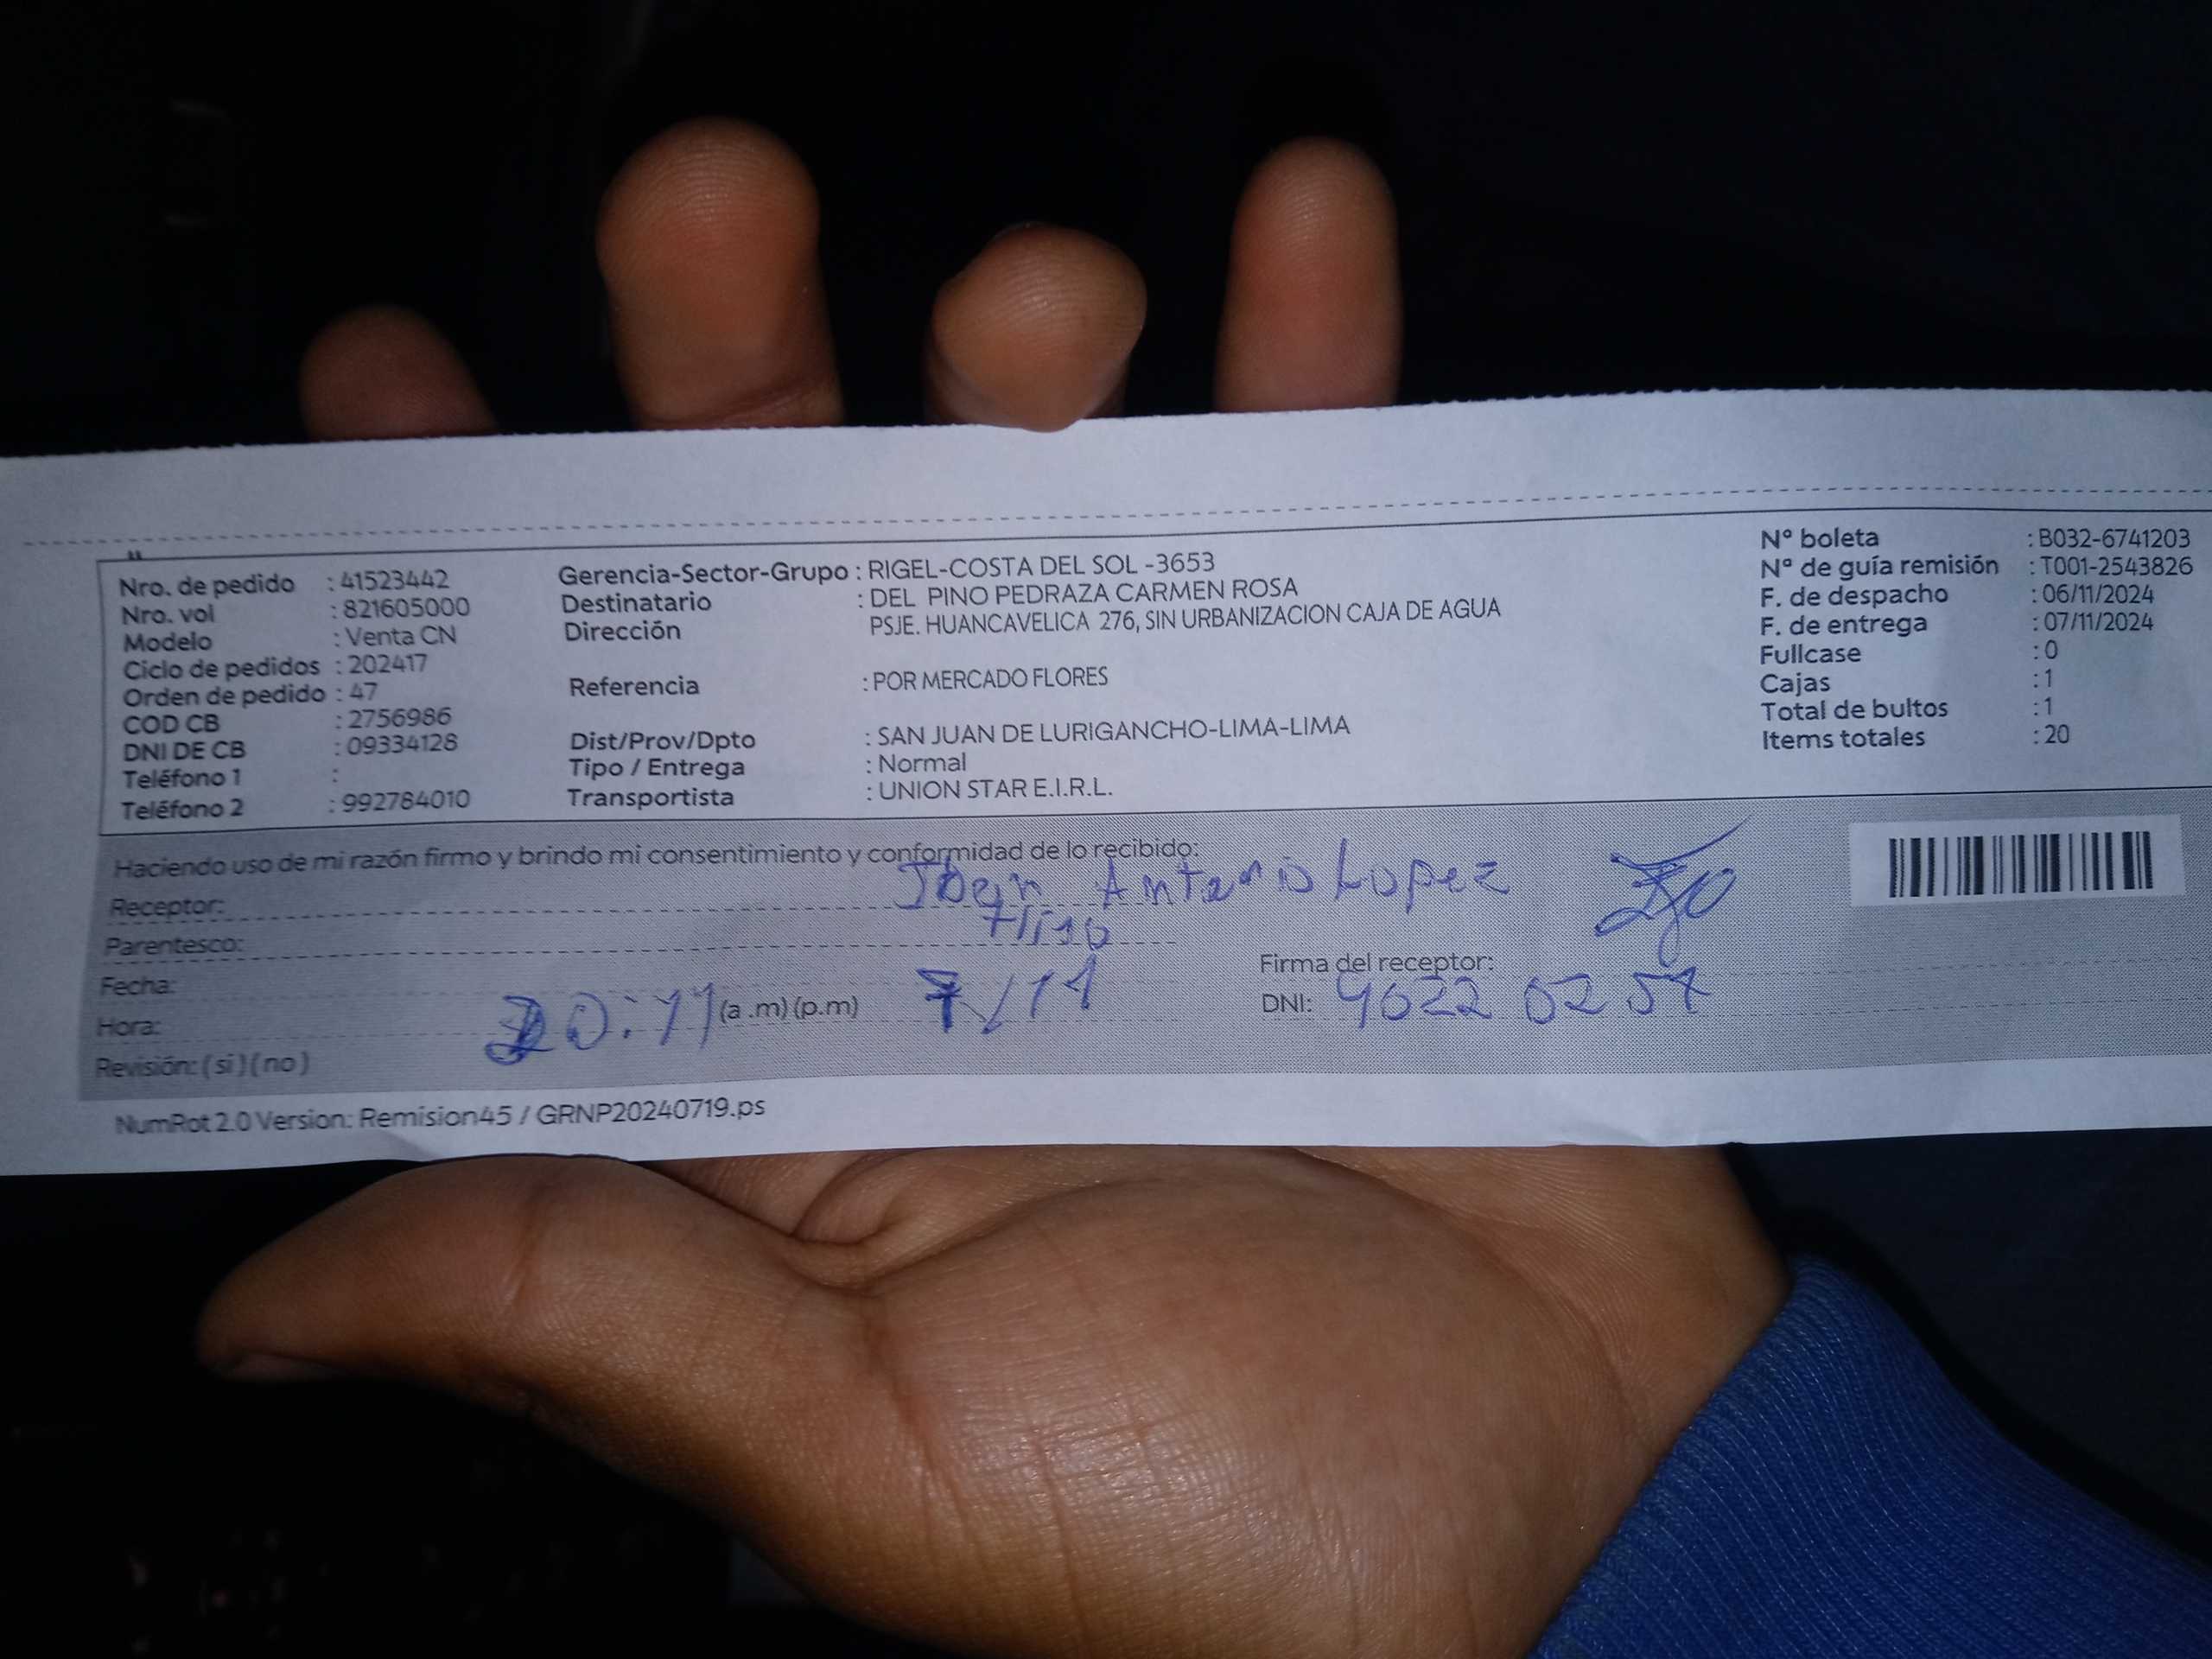 Nro. de pedido : 41523442
Nro. vol : 821605000
Modelo : Venta CN
Ciclo de pedidos : 202417
Orden de pedido : 47
COD CB : 2756986
DNI DE CB : 09334128
Teléfono 1 :
Teléfono 2 : 992784010
Gerencia-Sector-Grupo : RIGEL-COSTA DEL SOL -3653
Destinatario : DEL PINO PEDRAZA CARMEN ROSA
Dirección PSJE. HUANCAVELICA 276, SIN URBANIZACION CAJA DE AGUA
Referencia : POR MERCADO FLORES
Dist/Prov/Dpto : SAN JUAN DE LURIGANCHO-LIMA-LIMA
Tipo / Entrega : Normal
Transportista : UNION STAR E.I.R.L.
Nº boleta : B032-6741203
Nº de guía remisión : T001-2543826
F. de despacho : 06/11/2024
F. de entrega : 07/11/2024
Fullcase : 0
Cajas : 1
Total de bultos : 1
Items totales : 20
Haciendo uso de mi razón firmo y brindo mi consentimiento y conformidad de lo recibido:
Receptor: Lopez
Parentesco: Hijo
Fecha: 7/11
Hora: (a .m) (p.m)
Revisión: ( si ) ( no )
Firma del receptor:
DNI:
NumRot 2.0 Version: Remision45 / GRNP20240719.ps